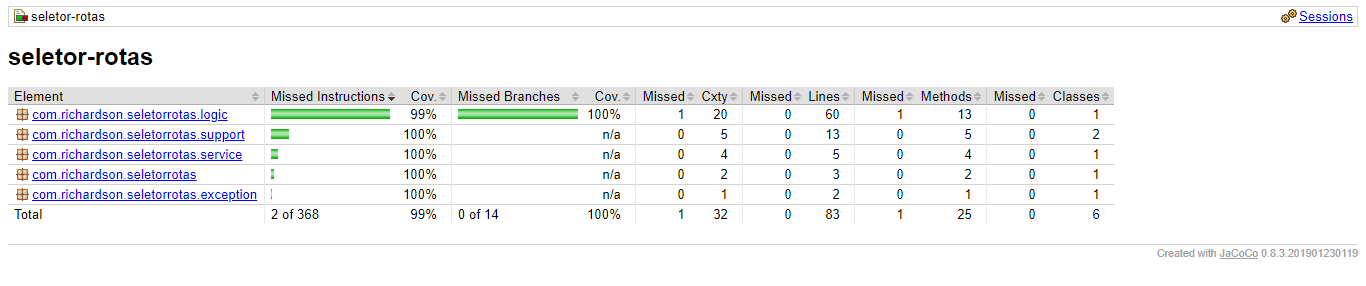 seletor-rotas Sessions
seletor-rotas
Element Missed Instructions Cov. Missed Branches Cov. Missed Cxty Missed Lines Missed Methods Missed Classes
com.richardson.seletorrotas.logic 99% 100% 1 20 0 60 1 13 0 1
com.richardson.seletorrotas.support 100% n/a 0 5 0 13 0 5 0 2
com.richardson.seletorrotas.service 100% n/a 0 4 0 5 0 4 0 1
com.richardson.seletorrotas 100% n/a 0 2 0 3 0 2 0 1
com.richardson.seletorrotas.exception 100% n/a 0 1 0 2 0 1 0 1
Total 2 of 368 99% 0 of 14 100% 1 32 0 83 1 25 0 6
Created with JaCoCo 0.8.3.201901230119